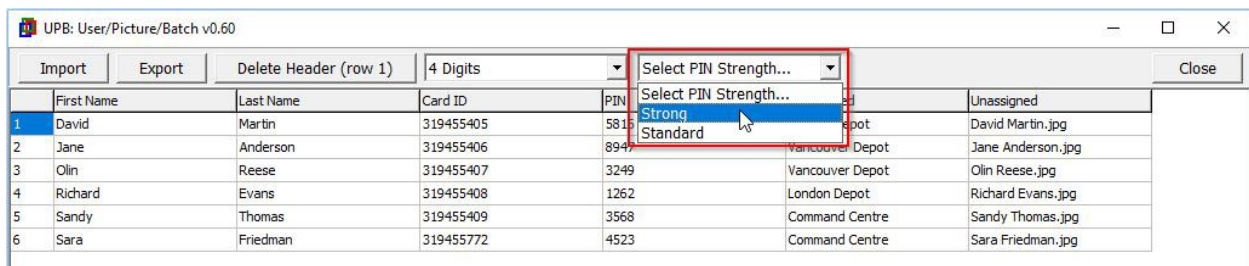 UPB: User/Picture/Batch v0.60
Import Export Delete Header (row 1) 4 Digits Select PIN Strength... Close
Select PIN Strength...
Strong
Standard
First Name Last Name Card ID PIN Unassigned
1 David Martin 319455405 David Martin.jpg
2 Jane Anderson 319455406 8947 Vancouver Depot Jane Anderson.jpg
3 Olin Reese 319455407 3249 Vancouver Depot Olin Reese.jpg
4 Richard Evans 319455408 1262 London Depot Richard Evans.jpg
5 Sandy Thomas 319455409 3568 Command Centre Sandy Thomas.jpg
6 Sara Friedman 319455772 4523 Command Centre Sara Friedman.jpg